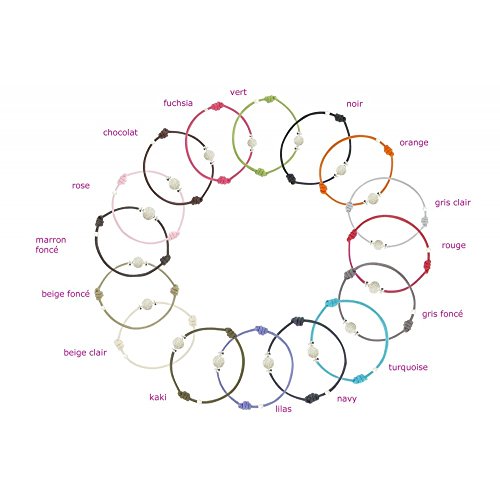 vert
fuchsia
noir
chocolat
orange
rose
gris clair
marron
foncé
rouge
beige foncé
gris foncé
beige clair
turquoise
kaki
navy
lilas